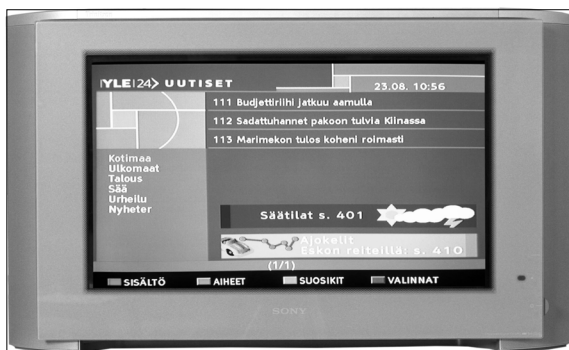 YLE 24> UUTISET
23.08. 10:56
111 Budjettiriihi jatkuu aamulla
112 Sadattuhannet pakoon tulvia Kiinassa
113 Marimekon tulos koheni roimasti
Kotimaa
Ulkomaat
Talous
Sää
Urheilu
Nyheter
Säätilat s. 401
Ajokelit
Eskon reiteillä: s. 410
(1/1)
SISÄLTÖ AIHEET SUOSIKIT VALINNAT
SONY